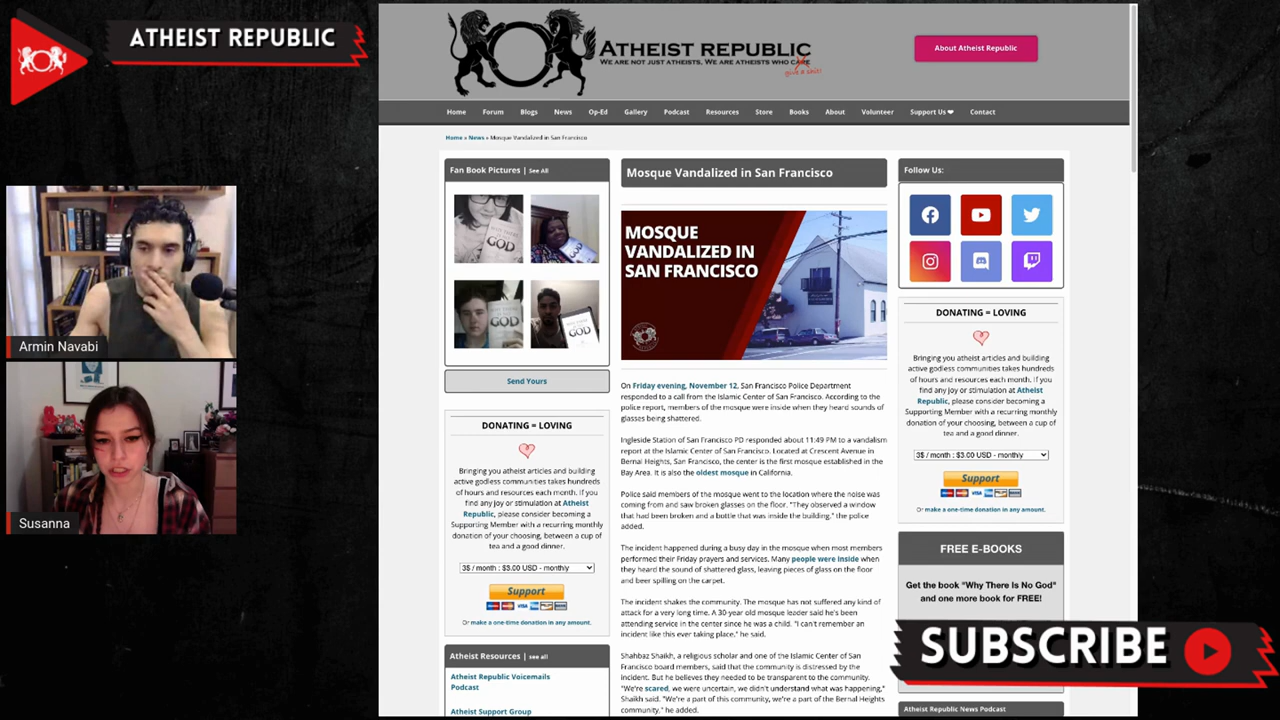 ATHEIST REPUBLIC
ATHEIST REPUBLIC
WE ARE NOT JUST ATHEISTS, WE ARE ATHEISTS WHO CARE
give a shit!
About Atheist Republic
Home Forum Blogs News Op-Ed Gallery Podcast Resources Store Books About Volunteer Support Us ❤ Contact
Home » News » Mosque Vandalized in San Francisco
Fan Book Pictures | See All
GOD
GOD
GOD
GOD
Send Yours
DONATING = LOVING
Bringing you atheist articles and building
active godless communities takes hundreds
of hours and resources each month. If you
find any joy or stimulation at Atheist
Republic, please consider becoming a
Supporting Member with a recurring monthly
donation of your choosing, between a cup of
tea and a good dinner.
3$ / month : $3.00 USD - monthly
Support
Or make a one-time donation in any amount.
Atheist Resources | see all
Atheist Republic Voicemails
Podcast
Atheist Support Group
Mosque Vandalized in San Francisco
MOSQUE
VANDALIZED IN
SAN FRANCISCO
On Friday evening, November 12, San Francisco Police Department
responded to a call from the Islamic Center of San Francisco. According to the
police report, members of the mosque were inside when they heard sounds of
glasses being shattered.
Ingleside Station of San Francisco PD responded about 11:49 PM to a vandalism
report at the Islamic Center of San Francisco. Located at Crescent Avenue in
Bernal Heights, San Francisco, the center is the first mosque established in the
Bay Area. It is also the oldest mosque in California.
Police said members of the mosque went to the location where the noise was
coming from and saw broken glasses on the floor. "They observed a window
that had been broken and a bottle that was inside the building," the police
added.
The incident happened during a busy day in the mosque when most members
performed their Friday prayers and services. Many people were inside when
they heard the sound of shattered glass, leaving pieces of glass on the floor
and beer spilling on the carpet.
The incident shakes the community. The mosque has not suffered any kind of
attack for a very long time. A 30-year old mosque leader said he's been
attending service in the center since he was a child. "I can't remember an
incident like this ever taking place," he said.
Shahbaz Shaikh, a religious scholar and one of the Islamic Center of San
Francisco board members, said that the community is distressed by the
incident. But he believes they needed to be transparent to the community.
"We're scared, we were uncertain, we didn't understand what was happening,"
Shaikh said. "We're a part of this community, we're a part of the Bernal Heights
community," he added.
Follow Us:
DONATING = LOVING
Bringing you atheist articles and building
active godless communities takes hundreds
of hours and resources each month. If you
find any joy or stimulation at Atheist
Republic, please consider becoming a
Supporting Member with a recurring monthly
donation of your choosing, between a cup of
tea and a good dinner.
3$ / month : $3.00 USD - monthly
Support
Or make a one-time donation in any amount.
FREE E-BOOKS
Get the book "Why There Is No God"
and one more book for FREE!
Atheist Republic News Podcast
Armin Navabi
Susanna
SUBSCRIBE